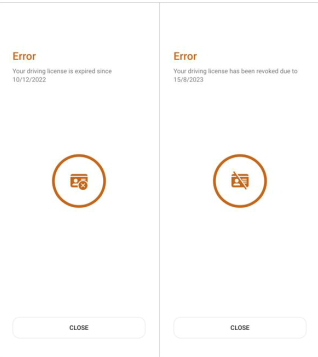 Error
Your driving license is expired since
10/12/2022
CLOSE
Error
Your driving license has been revoked due to
15/8/2023
CLOSE